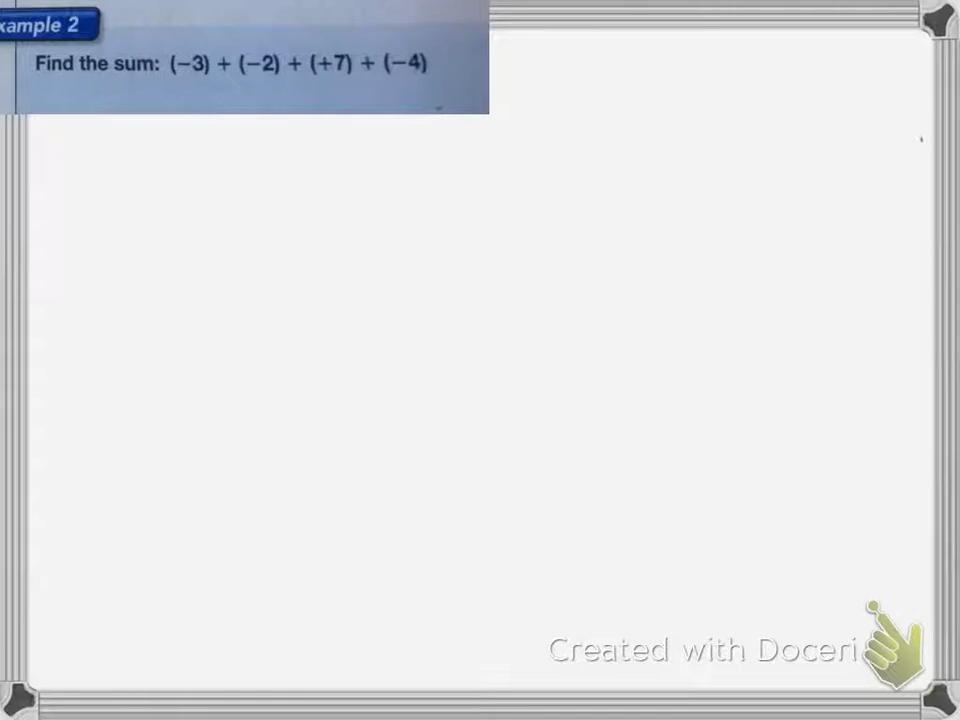 xample 2
Find the sum: (−3) + (−2) + (+7) + (−4)
Created with Doceri